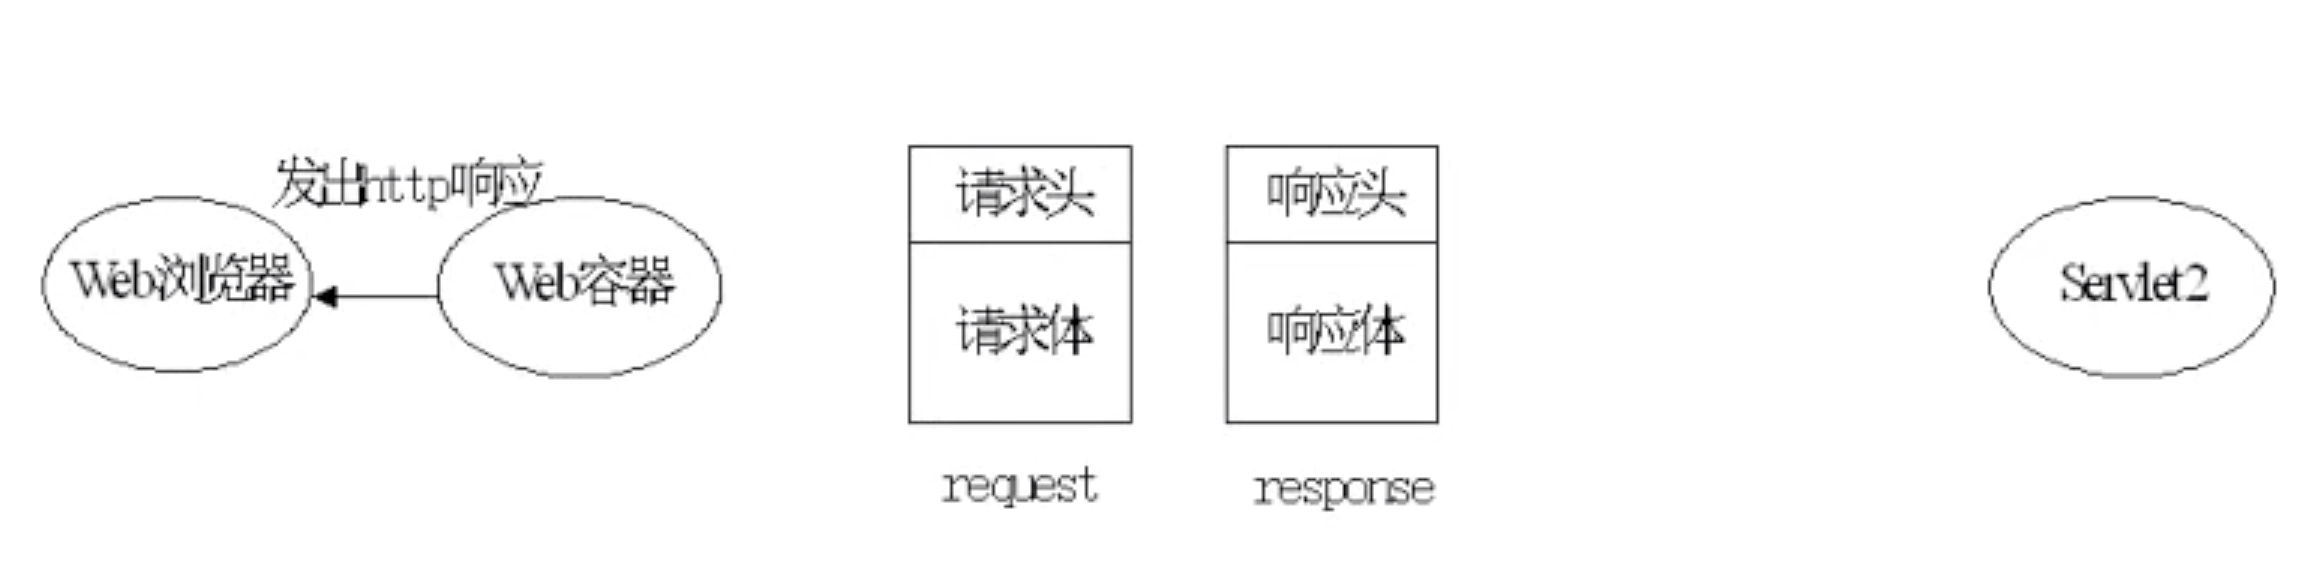 发出http响应
Web浏览器
Web容器
请求头
请求体
request
响应头
响应体
response
Servlet2